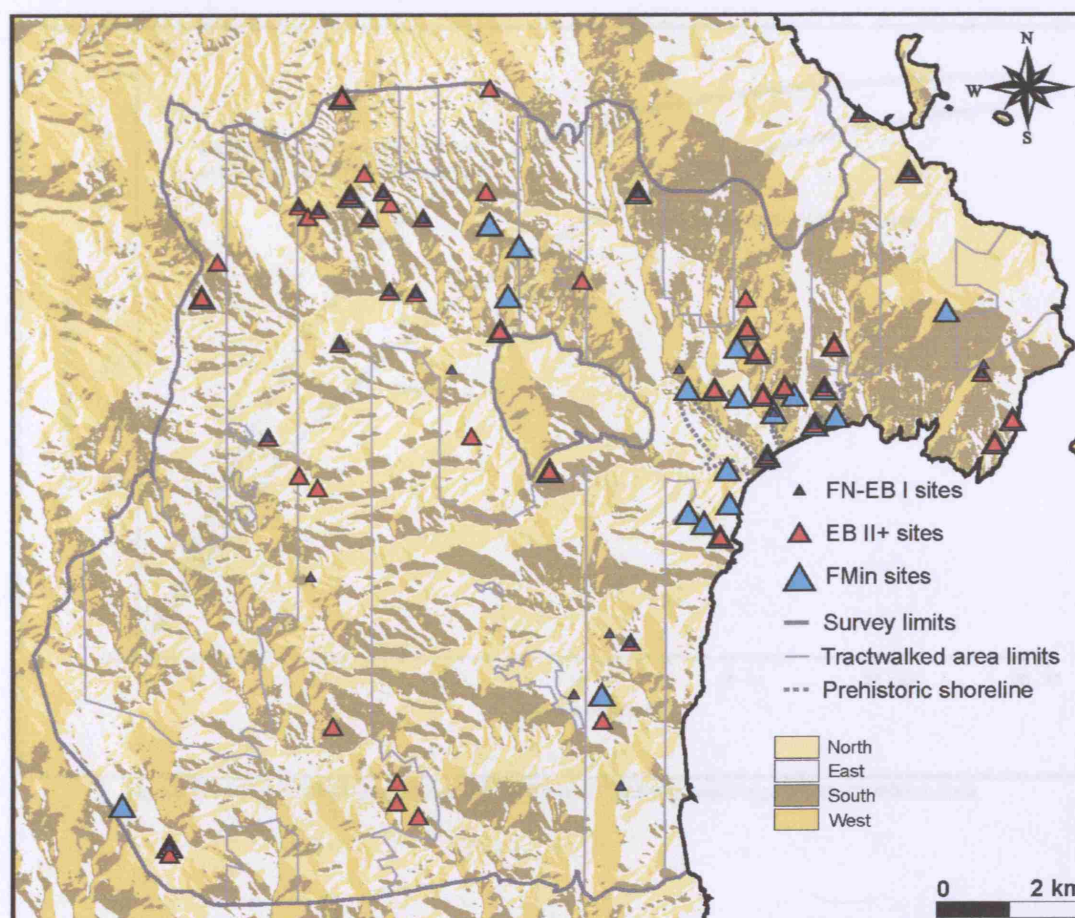 N
W
S
FN-EB I sites
EB II+ sites
FMin sites
Survey limits
Tractwalked area limits
Prehistoric shoreline
North
East
South
West
0 2 km